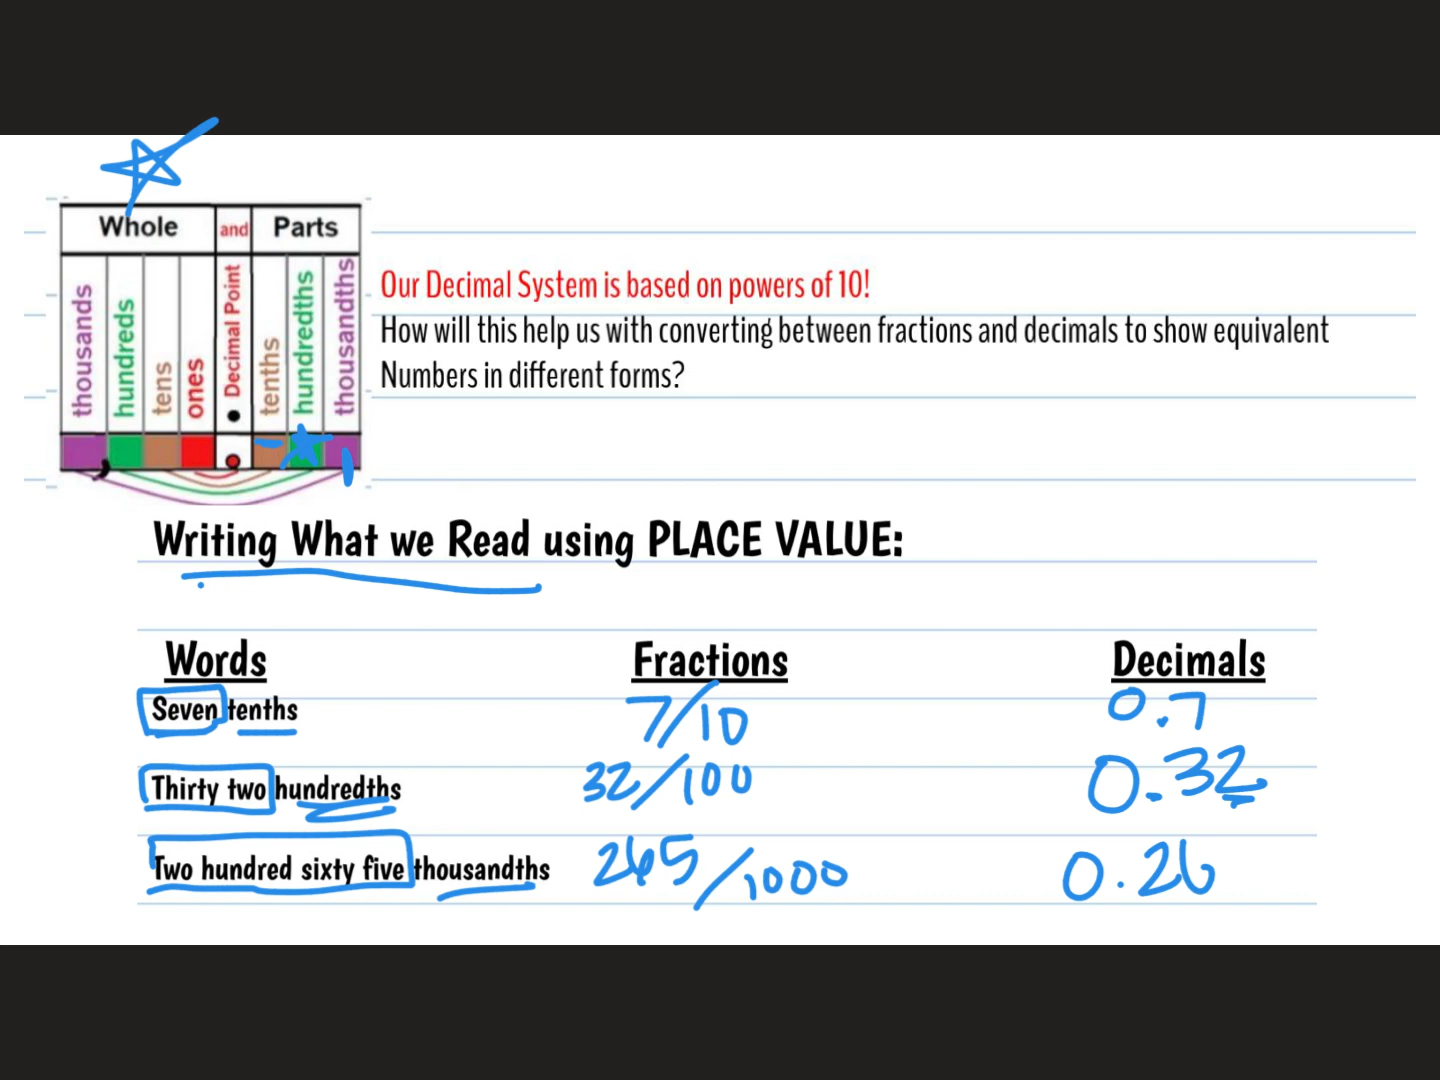 Whole and Parts
thousands hundreds tens ones Decimal Point tenths hundredths thousandths
Our Decimal System is based on powers of 10!
How will this help us with converting between fractions and decimals to show equivalent
Numbers in different forms?
Writing What we Read using PLACE VALUE:
Words Fractions Decimals
Seven tenths 7/10 0.7
Thirty two hundredths 32/100 0.32
Two hundred sixty five thousandths 265/1000 0.26